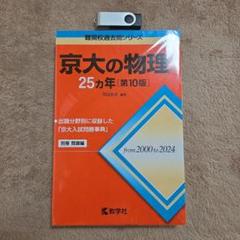 難関校過去問シリーズ
京大の物理
25ヵ年[第10版]
・出題分野別に収録した
「京大入試問題事典」
別冊 問題編
from 2000 to 2024
教学社